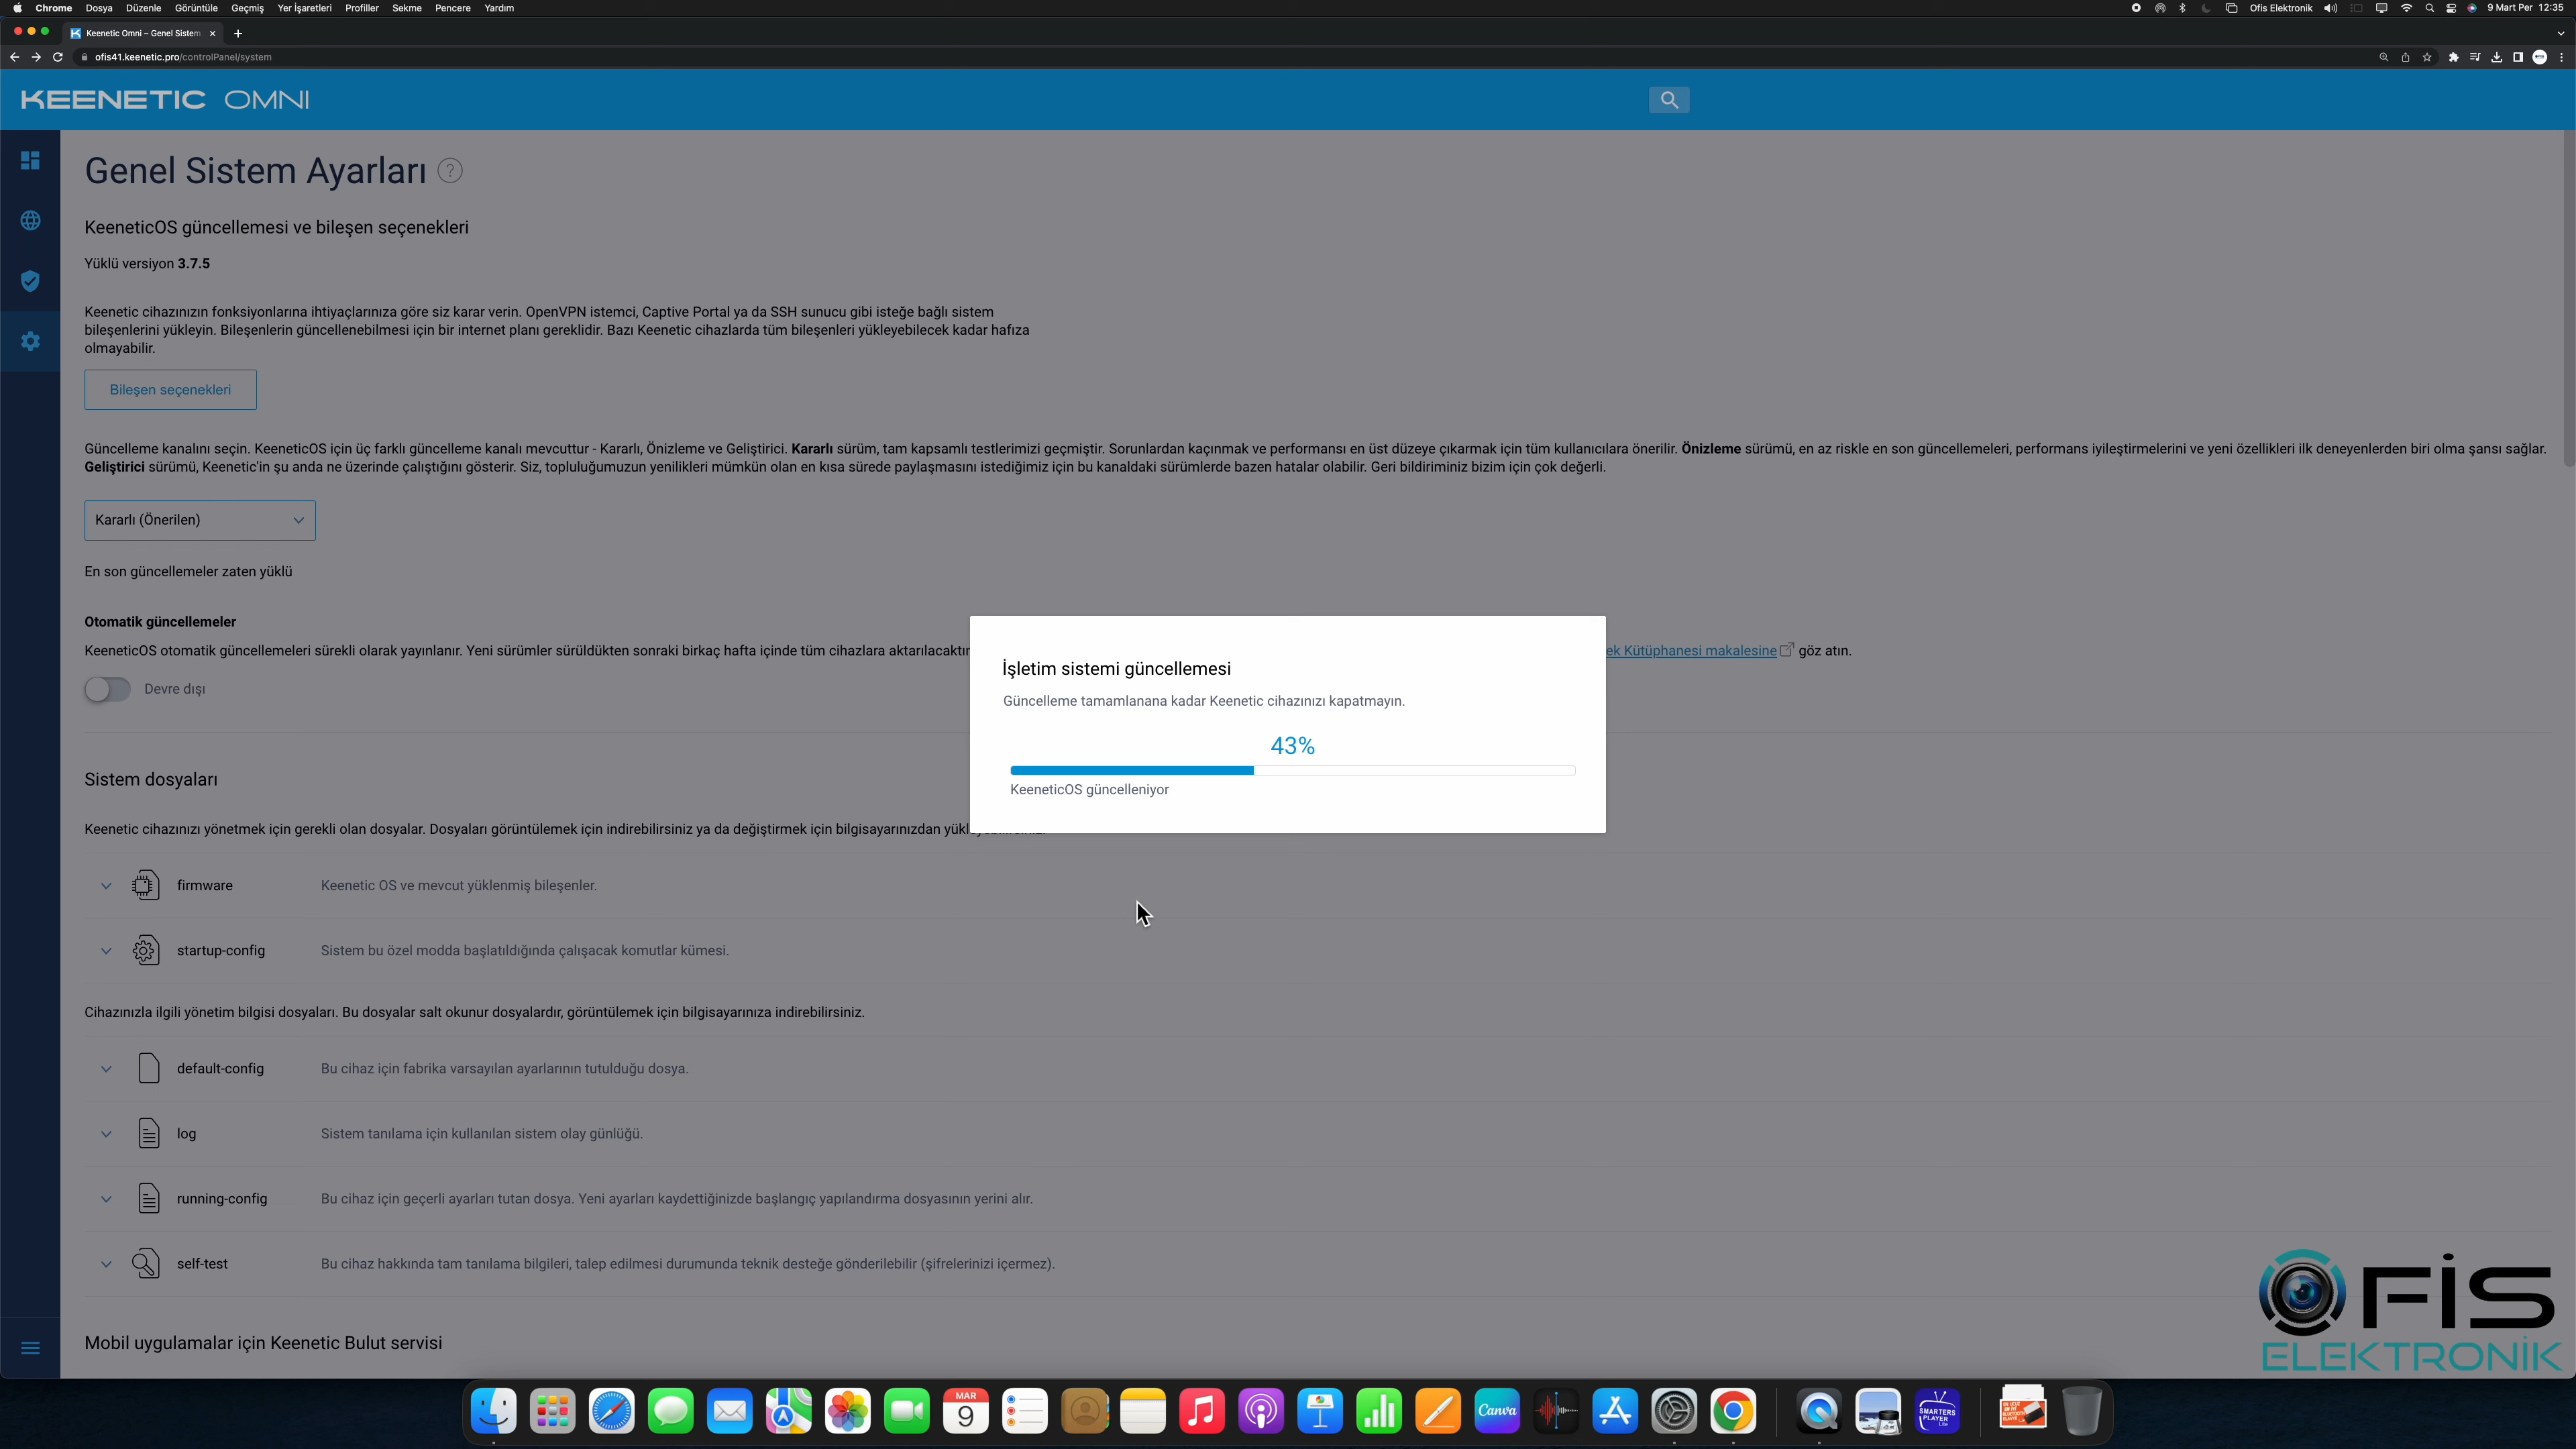 Chrome Dosya Düzenle Görüntüle Geçmiş Yer İşaretleri Profiller Sekme Pencere Yardım
Ofis Elektronik 9 Mart Per 12:35
Keenetic Omni – Genel Sistem
ofis41.keenetic.pro/controlPanel/system
KEENETIC OMNI
Genel Sistem Ayarları ?
KeeneticOS güncellemesi ve bileşen seçenekleri
Yüklü versiyon 3.7.5
Keenetic cihazınızın fonksiyonlarına ihtiyaçlarınıza göre siz karar verin. OpenVPN istemci, Captive Portal ya da SSH sunucu gibi isteğe bağlı sistem
bileşenlerini yükleyin. Bileşenlerin güncellenebilmesi için bir internet planı gereklidir. Bazı Keenetic cihazlarda tüm bileşenleri yükleyebilecek kadar hafıza
olmayabilir.
Bileşen seçenekleri
Güncelleme kanalını seçin. KeeneticOS için üç farklı güncelleme kanalı mevcuttur - Kararlı, Önizleme ve Geliştirici. Kararlı sürüm, tam kapsamlı testlerimizi geçmiştir. Sorunlardan kaçınmak ve performansı en üst düzeye çıkarmak için tüm kullanıcılara önerilir. Önizleme sürümü, en az riskle en son güncellemeleri, performans iyileştirmelerini ve yeni özellikleri ilk deneyenlerden biri olma şansı sağlar.
Geliştirici sürümü, Keenetic'in şu anda ne üzerinde çalıştığını gösterir. Siz, topluluğumuzun yenilikleri mümkün olan en kısa sürede paylaşmasını istediğimiz için bu kanaldaki sürümlerde bazen hatalar olabilir. Geri bildiriminiz bizim için çok değerli.
Kararlı (Önerilen)
En son güncellemeler zaten yüklü
Otomatik güncellemeler
KeeneticOS otomatik güncellemeleri sürekli olarak yayınlanır. Yeni sürümler sürüldükten sonraki birkaç hafta içinde tüm cihazlara aktarılacaktır ek Kütüphanesi makalesine göz atın.
Devre dışı
İşletim sistemi güncellemesi
Güncelleme tamamlanana kadar Keenetic cihazınızı kapatmayın.
43%
KeeneticOS güncelleniyor
Sistem dosyaları
Keenetic cihazınızı yönetmek için gerekli olan dosyalar. Dosyaları görüntülemek için indirebilirsiniz ya da değiştirmek için bilgisayarınızdan
firmware Keenetic OS ve mevcut yüklenmiş bileşenler.
startup-config Sistem bu özel modda başlatıldığında çalışacak komutlar kümesi.
Cihazınızla ilgili yönetim bilgisi dosyaları. Bu dosyalar salt okunur dosyalardır, görüntülemek için bilgisayarınıza indirebilirsiniz.
default-config Bu cihaz için fabrika varsayılan ayarlarının tutulduğu dosya.
log Sistem tanılama için kullanılan sistem olay günlüğü.
running-config Bu cihaz için geçerli ayarları tutan dosya. Yeni ayarları kaydettiğinizde başlangıç yapılandırma dosyasının yerini alır.
self-test Bu cihaz hakkında tam tanılama bilgileri, talep edilmesi durumunda teknik desteğe gönderilebilir (şifrelerinizi içermez).
Mobil uygulamalar için Keenetic Bulut servisi
OFİS
ELEKTRONİK
MAR
9
Canva
SMARTERS
PLAYER
Lite